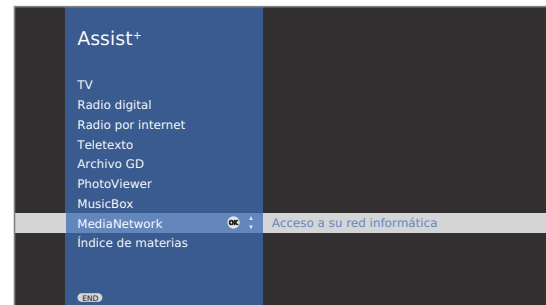 Assist+
TV
Radio digital
Radio por internet
Teletexto
Archivo GD
PhotoViewer
MusicBox
MediaNetwork OK Acceso a su red informática
Índice de materias
END